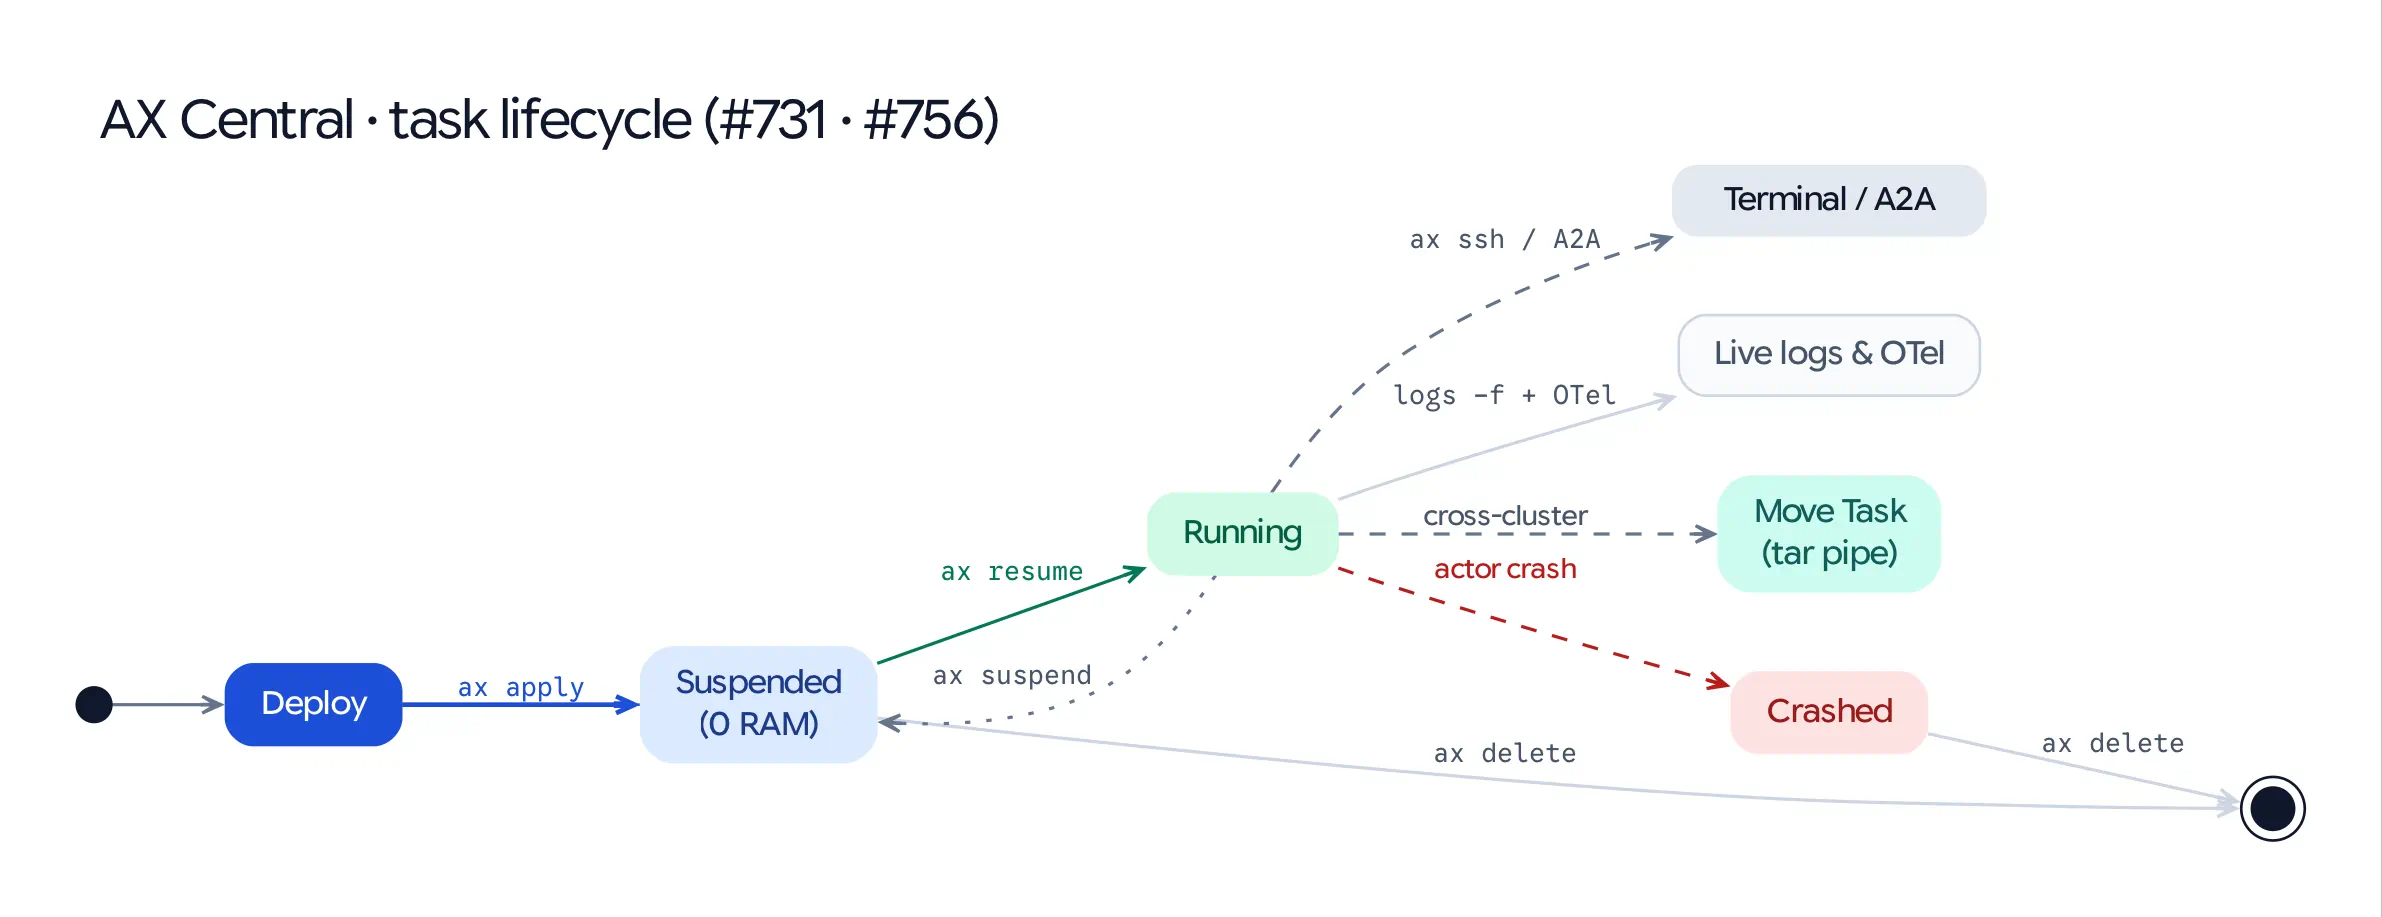 AX Central · task lifecycle (#731 · #756)
Terminal / A2A
ax ssh / A2A
Live logs & OTel
logs -f + OTel
Running
cross-cluster
Move Task
(tar pipe)
actor crash
ax resume
Deploy
ax apply
Suspended
(0 RAM)
ax suspend
Crashed
ax delete
ax delete